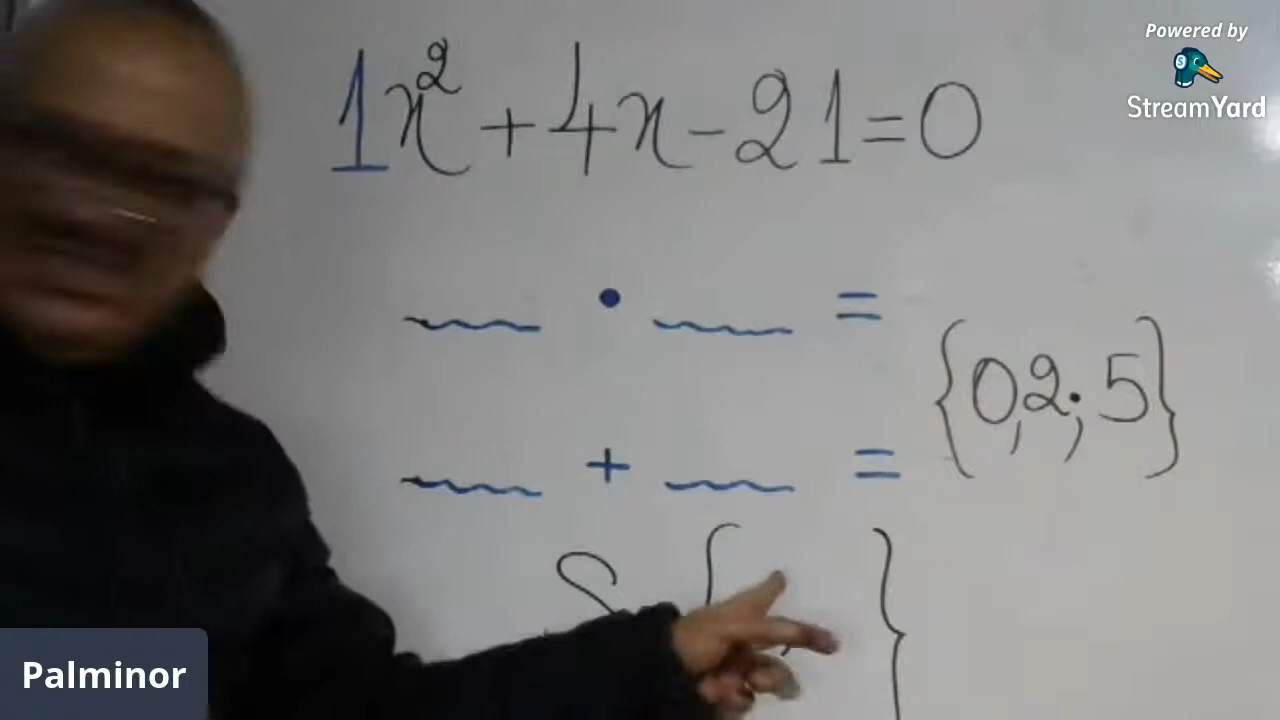 Powered by
StreamYard
1x² + 4x - 21 = 0
___ • ___ =
{0,2; 5}
___ + ___ =
S { ; }
Palminor